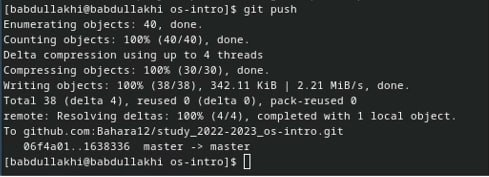 [babdullakhi@babdullakhi os-intro]$ git push
Enumerating objects: 40, done.
Counting objects: 100% (40/40), done.
Delta compression using up to 4 threads
Compressing objects: 100% (30/30), done.
Writing objects: 100% (38/38), 342.11 KiB | 2.21 MiB/s, done.
Total 38 (delta 4), reused 0 (delta 0), pack-reused 0
remote: Resolving deltas: 100% (4/4), completed with 1 local object.
To github.com:Bahara12/study_2022-2023_os-intro.git
   06f4a01..1638336  master -> master
[babdullakhi@babdullakhi os-intro]$